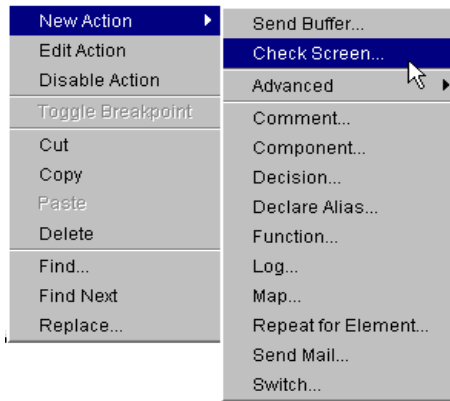 New Action
Edit Action
Disable Action
Toggle Breakpoint
Cut
Copy
Paste
Delete
Find...
Find Next
Replace...
Send Buffer...
Check Screen...
Advanced
Comment...
Component...
Decision...
Declare Alias...
Function...
Log...
Map...
Repeat for Element...
Send Mail...
Switch...